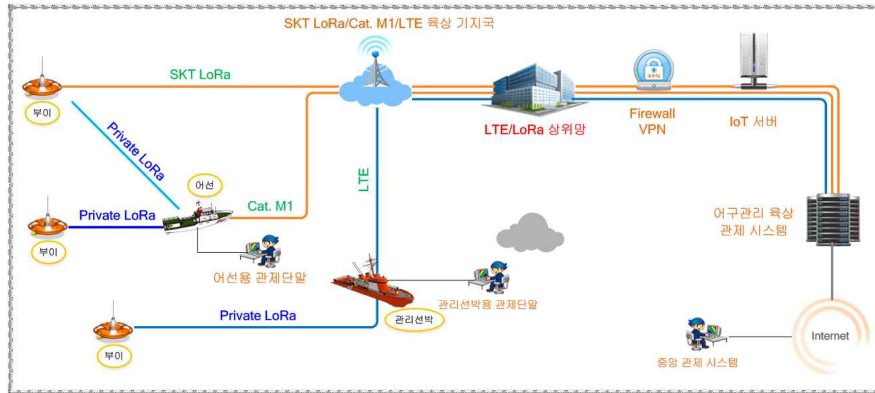 SKT LoRa/Cat. M1/LTE 육상 기지국
SKT LoRa
부이
VPN
Firewall
VPN
IoT 서버
LTE/LoRa 상위망
Private LoRa
LTE
어선
Private LoRa
Cat. M1
부이
어선용 관제단말
어구관리 육상
관제 시스템
관리선박용 관제단말
관리선박
Private LoRa
부이
중앙 관제 시스템
Internet